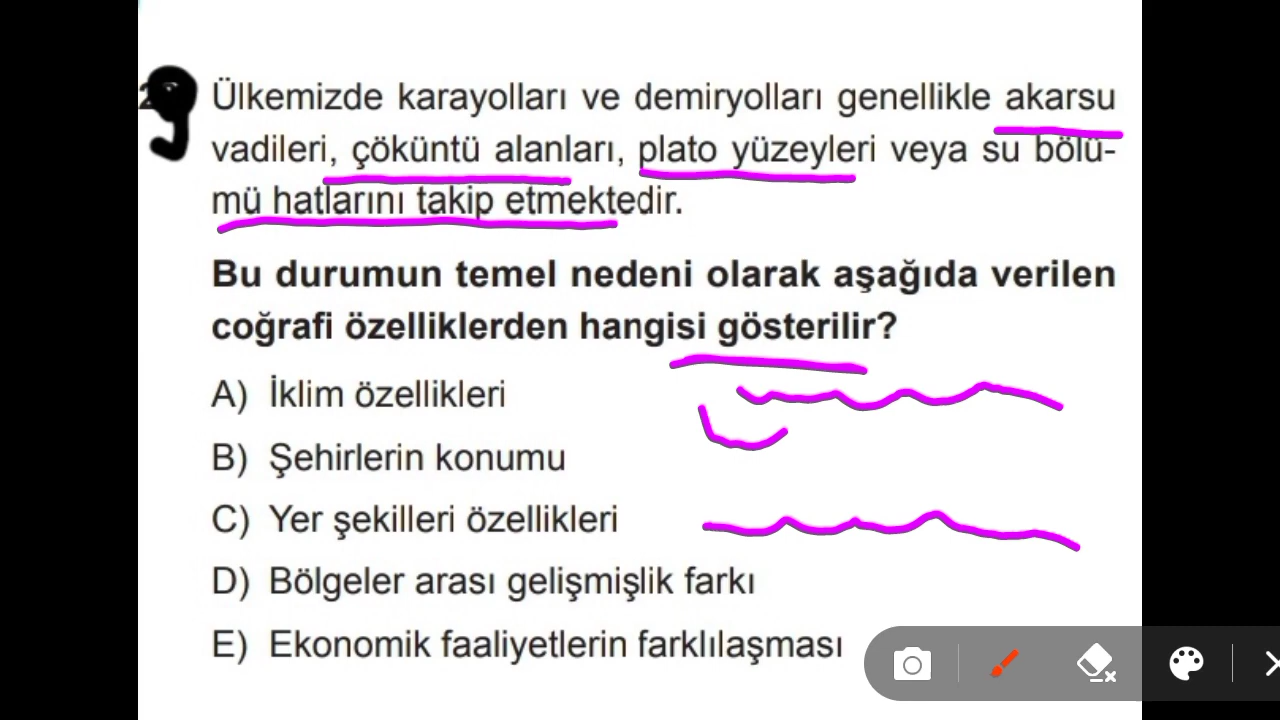 Ülkemizde karayolları ve demiryolları genellikle akarsu
vadileri, çöküntü alanları, plato yüzeyleri veya su bölü-
mü hatlarını takip etmektedir.
Bu durumun temel nedeni olarak aşağıda verilen
coğrafi özelliklerden hangisi gösterilir?
A) İklim özellikleri
B) Şehirlerin konumu
C) Yer şekilleri özellikleri
D) Bölgeler arası gelişmişlik farkı
E) Ekonomik faaliyetlerin farklılaşması